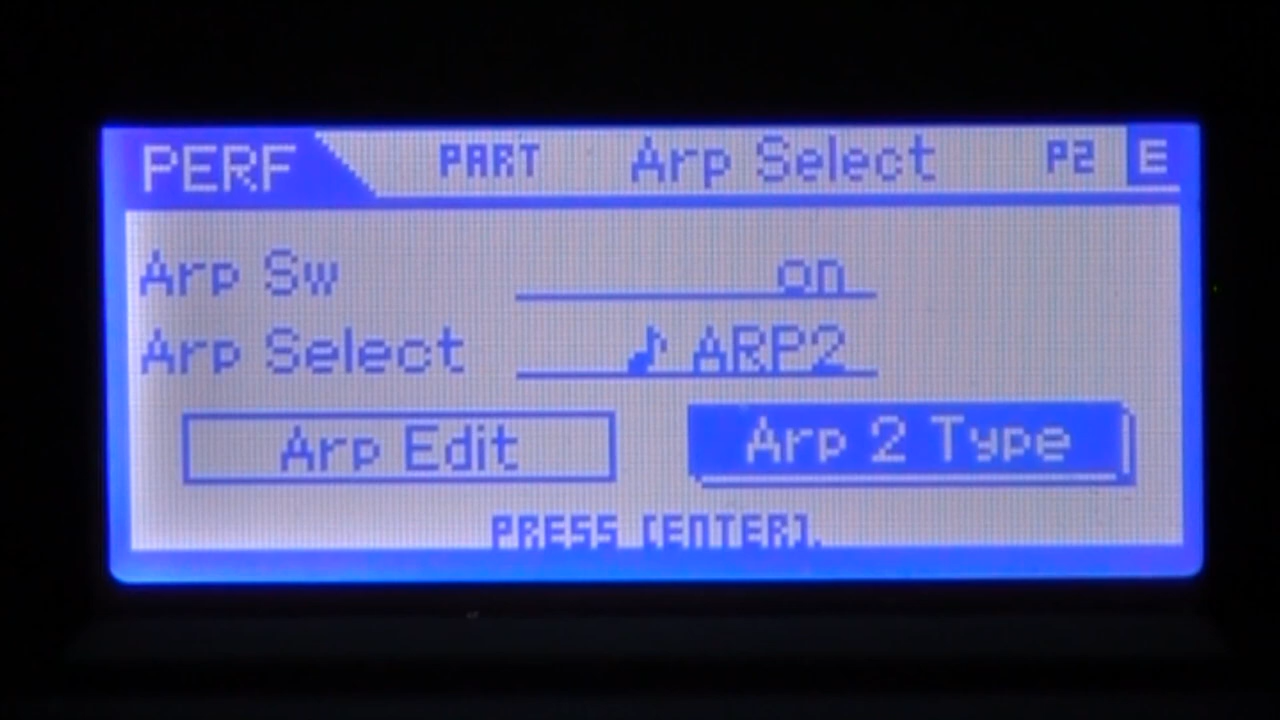 PERF PART Arp Select P2 E
Arp Sw on
Arp Select ♪ ARP2
Arp Edit Arp 2 Type
PRESS [ENTER].